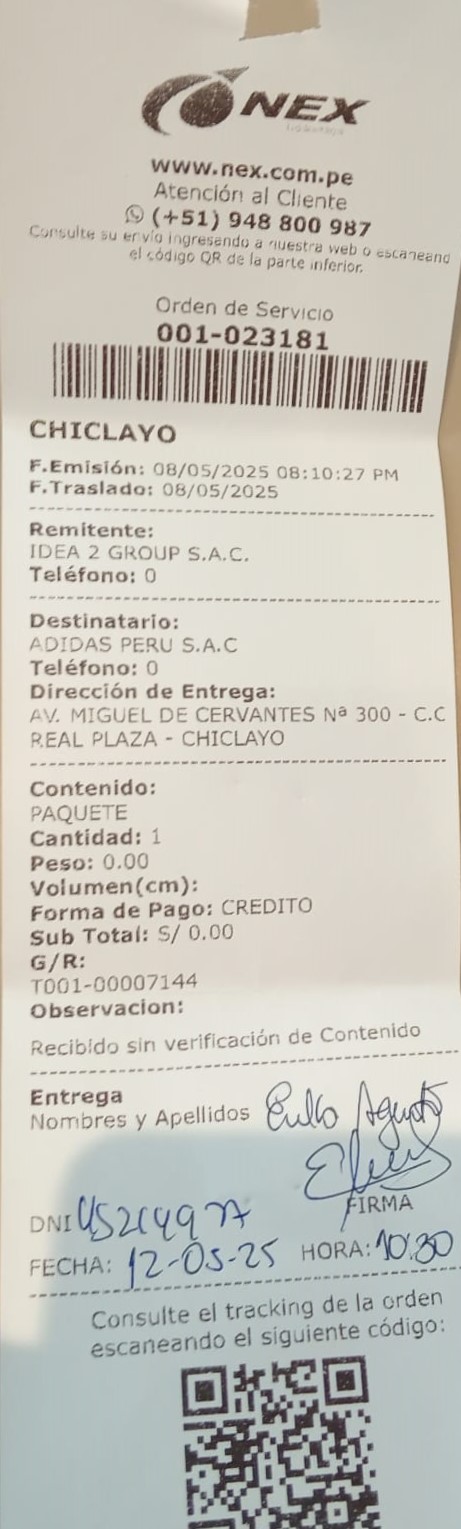 NEX
www.nex.com.pe
Atención al Cliente
(+51) 948 800 987
Consulte su envío ingresando a nuestra web o escaneand
el código QR de la parte inferior.
Orden de Servicio
001-023181
CHICLAYO
F.Emisión: 08/05/2025 08:10:27 PM
F.Traslado: 08/05/2025
Remitente:
IDEA 2 GROUP S.A.C.
Teléfono: 0
Destinatario:
ADIDAS PERU S.A.C
Teléfono: 0
Dirección de Entrega:
AV. MIGUEL DE CERVANTES Nª 300 - C.C
REAL PLAZA - CHICLAYO
Contenido:
PAQUETE
Cantidad: 1
Peso: 0.00
Volumen(cm):
Forma de Pago: CREDITO
Sub Total: S/ 0.00
G/R:
T001-00007144
Observacion:
Recibido sin verificación de Contenido
Entrega
Nombres y Apellidos
FIRMA
DNI
FECHA: 12-05-25 HORA: 10:30
Consulte el tracking de la orden
escaneando el siguiente código: